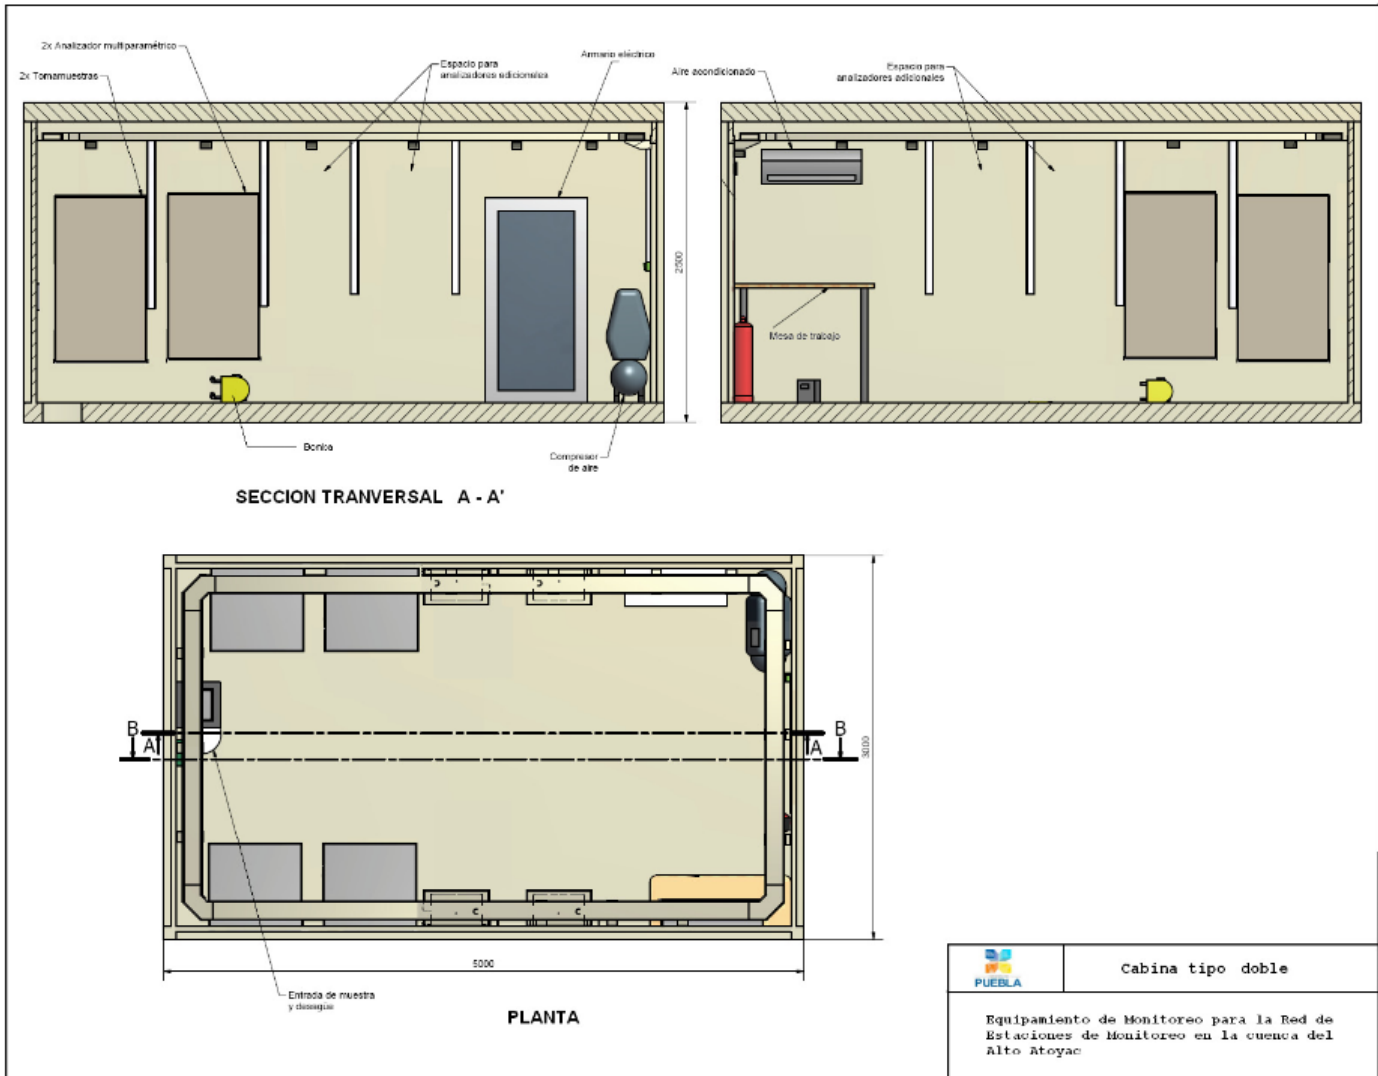 2x Analizador multiparamétrico
2x Tomamuestras
Espacio para
analizadores adicionales
Armario eléctrico
Aire acondicionado
Espacio para
analizadores adicionales
2500
Mesa de trabajo
Bomba
Compresor
de aire
SECCION TRANVERSAL A - A'
B
A
B
A
3000
5000
Entrada de muestra
y desagüe
PLANTA
PUEBLA
Cabina tipo doble
Equipamiento de Monitoreo para la Red de
Estaciones de Monitoreo en la cuenca del
Alto Atoyac